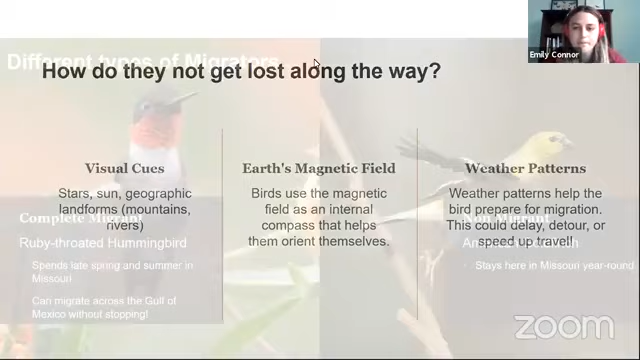 Different types of Migrators
How do they not get lost along the way?
Emily Connor
Visual Cues
Stars, sun, geographic
landforms (mountains,
rivers)
Earth's Magnetic Field
Birds use the magnetic
field as an internal
compass that helps
them orient themselves.
Weather Patterns
Weather patterns help the
bird prepare for migration.
This could delay, detour, or
speed up travel!
Complete Migrant
Ruby-throated Hummingbird
Spends late spring and summer in
Missouri
Can migrate across the Gulf of
Mexico without stopping!
Non Migrant
Stays here in Missouri year-round
zoom